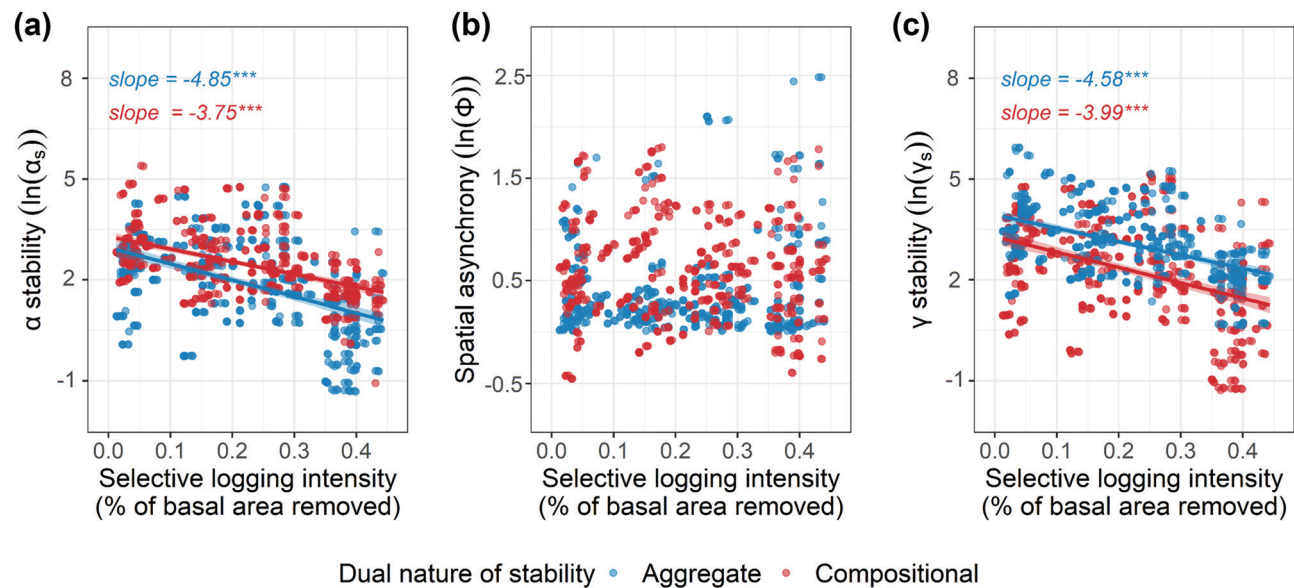 (a)
slope = -4.85***
slope = -3.75***
α stability (ln(αs))
8
5
2
-1
0.0 0.1 0.2 0.3 0.4
Selective logging intensity
(% of basal area removed)
(b)
Spatial asynchrony (ln(Φ))
2.5
1.5
0.5
-0.5
0.0 0.1 0.2 0.3 0.4
Selective logging intensity
(% of basal area removed)
(c)
slope = -4.58***
slope = -3.99***
γ stability (ln(γs))
8
5
2
-1
0.0 0.1 0.2 0.3 0.4
Selective logging intensity
(% of basal area removed)
Dual nature of stability Aggregate Compositional